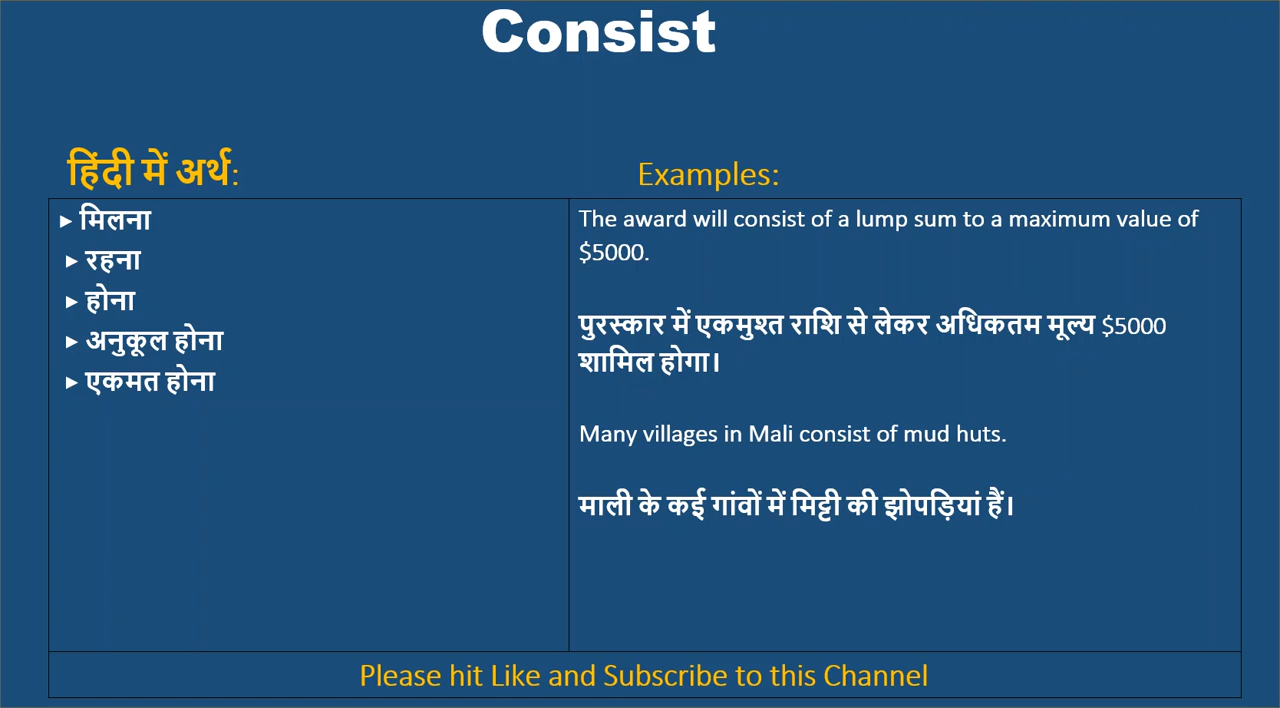 Consist
हिंदी में अर्थ:
Examples:
▸ मिलना
▸ रहना
▸ होना
▸ अनुकूल होना
▸ एकमत होना
The award will consist of a lump sum to a maximum value of
$5000.
पुरस्कार में एकमुश्त राशि से लेकर अधिकतम मूल्य $5000
शामिल होगा।
Many villages in Mali consist of mud huts.
माली के कई गांवों में मिट्टी की झोपड़ियां हैं।
Please hit Like and Subscribe to this Channel